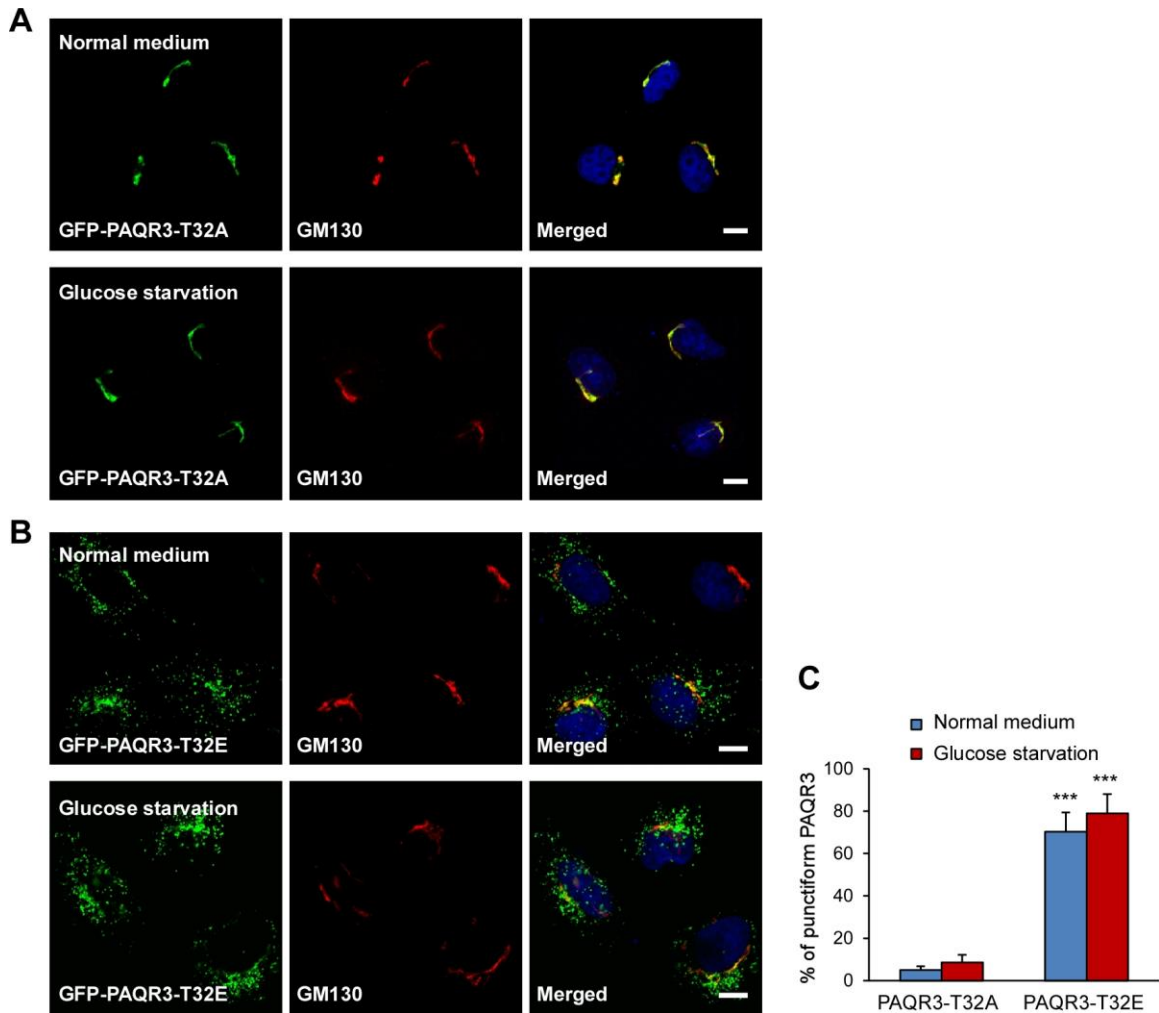 A
Normal medium
GFP-PAQR3-T32A
GM130
Merged
Glucose starvation
GFP-PAQR3-T32A
GM130
Merged
B
Normal medium
GFP-PAQR3-T32E
GM130
Merged
Glucose starvation
GFP-PAQR3-T32E
GM130
Merged
C
Normal medium
Glucose starvation
% of punctiform PAQR3
100
80
60
40
20
0
***
***
PAQR3-T32A
PAQR3-T32E